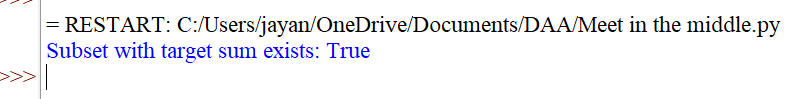 >>>
= RESTART: C:/Users/jayan/OneDrive/Documents/DAA/Meet in the middle.py
Subset with target sum exists: True
>>>